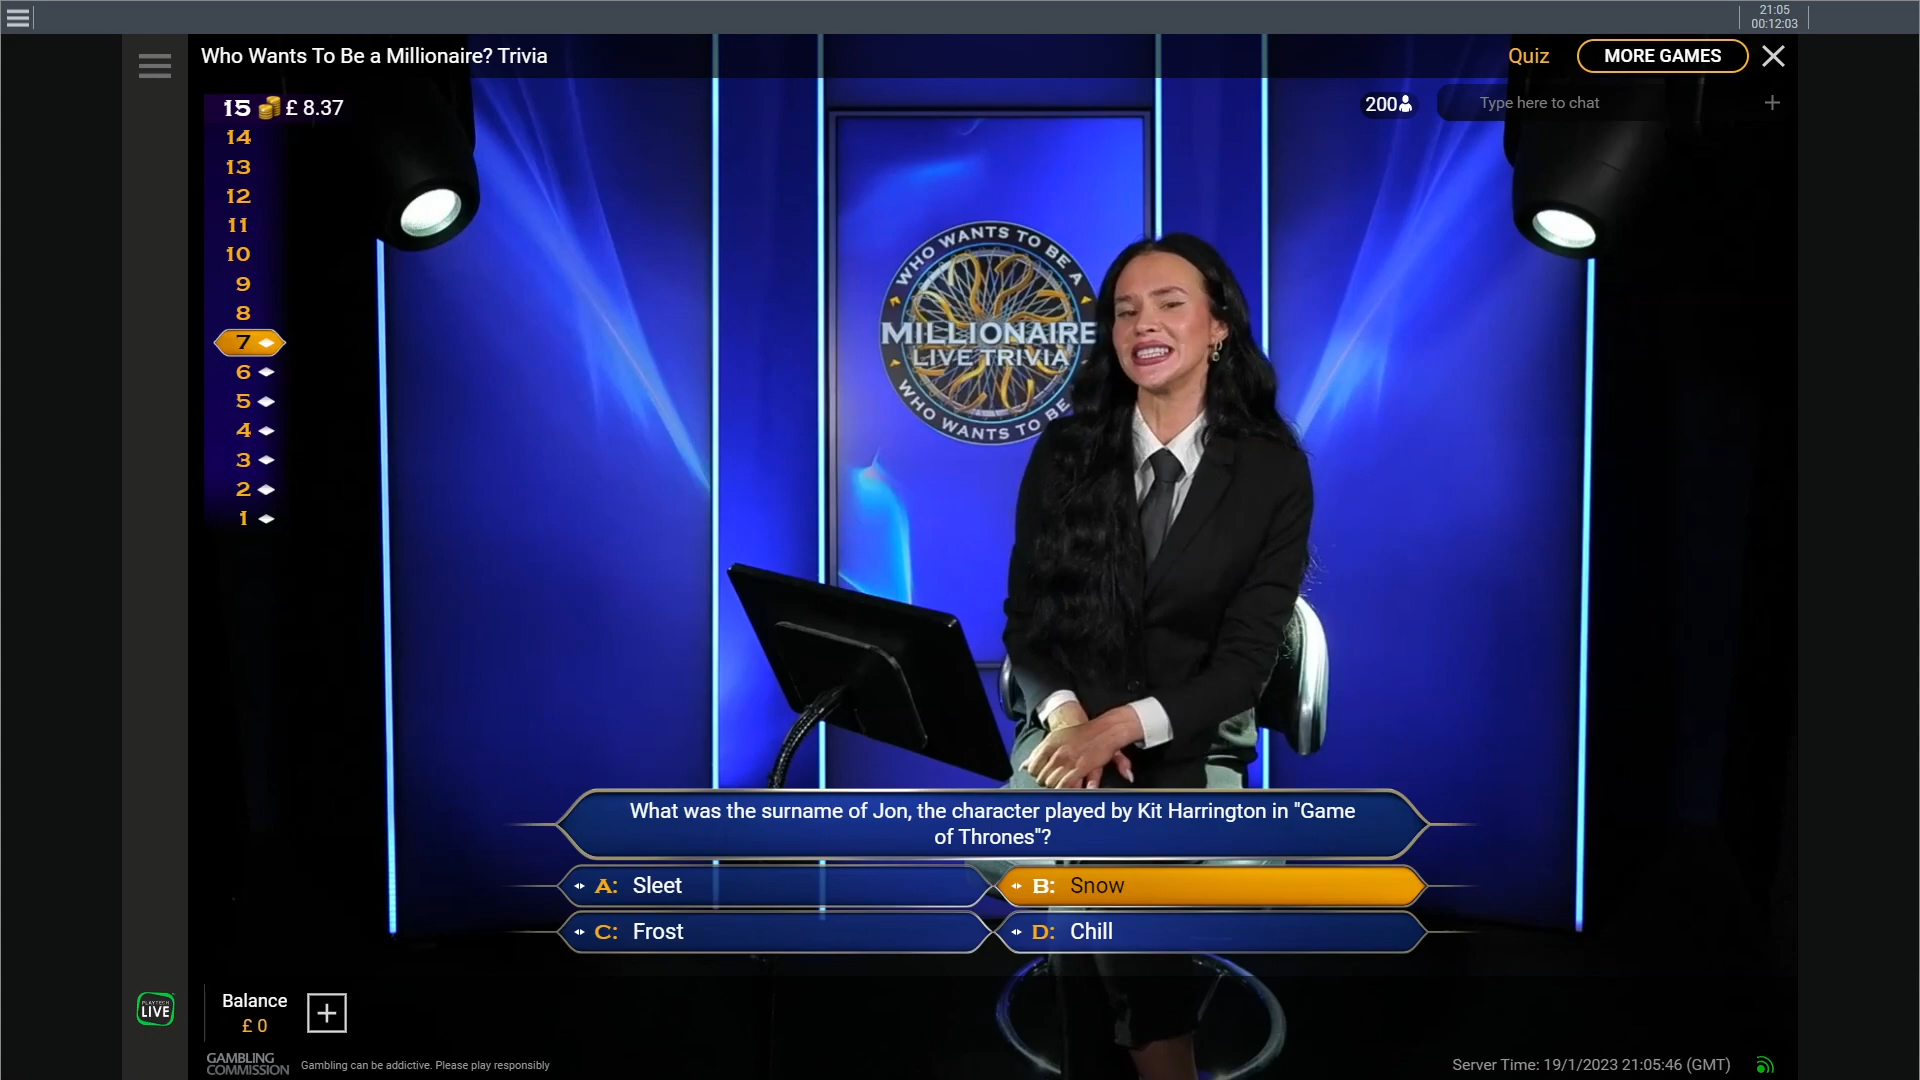 21:05
00:12:03
Who Wants To Be a Millionaire? Trivia
Quiz
MORE GAMES
15 £ 8.37
200
Type here to chat
14
13
12
11
10
9
8
7
6
5
4
3
2
1
WHO WANTS TO BE A
MILLIONAIRE
LIVE TRIVIA
WHO WANTS TO BE
What was the surname of Jon, the character played by Kit Harrington in "Game
of Thrones"?
A: Sleet
B: Snow
C: Frost
D: Chill
PLAYTECH
LIVE
Balance
£ 0
GAMBLING
COMMISSION
Gambling can be addictive. Please play responsibly
Server Time: 19/1/2023 21:05:46 (GMT)